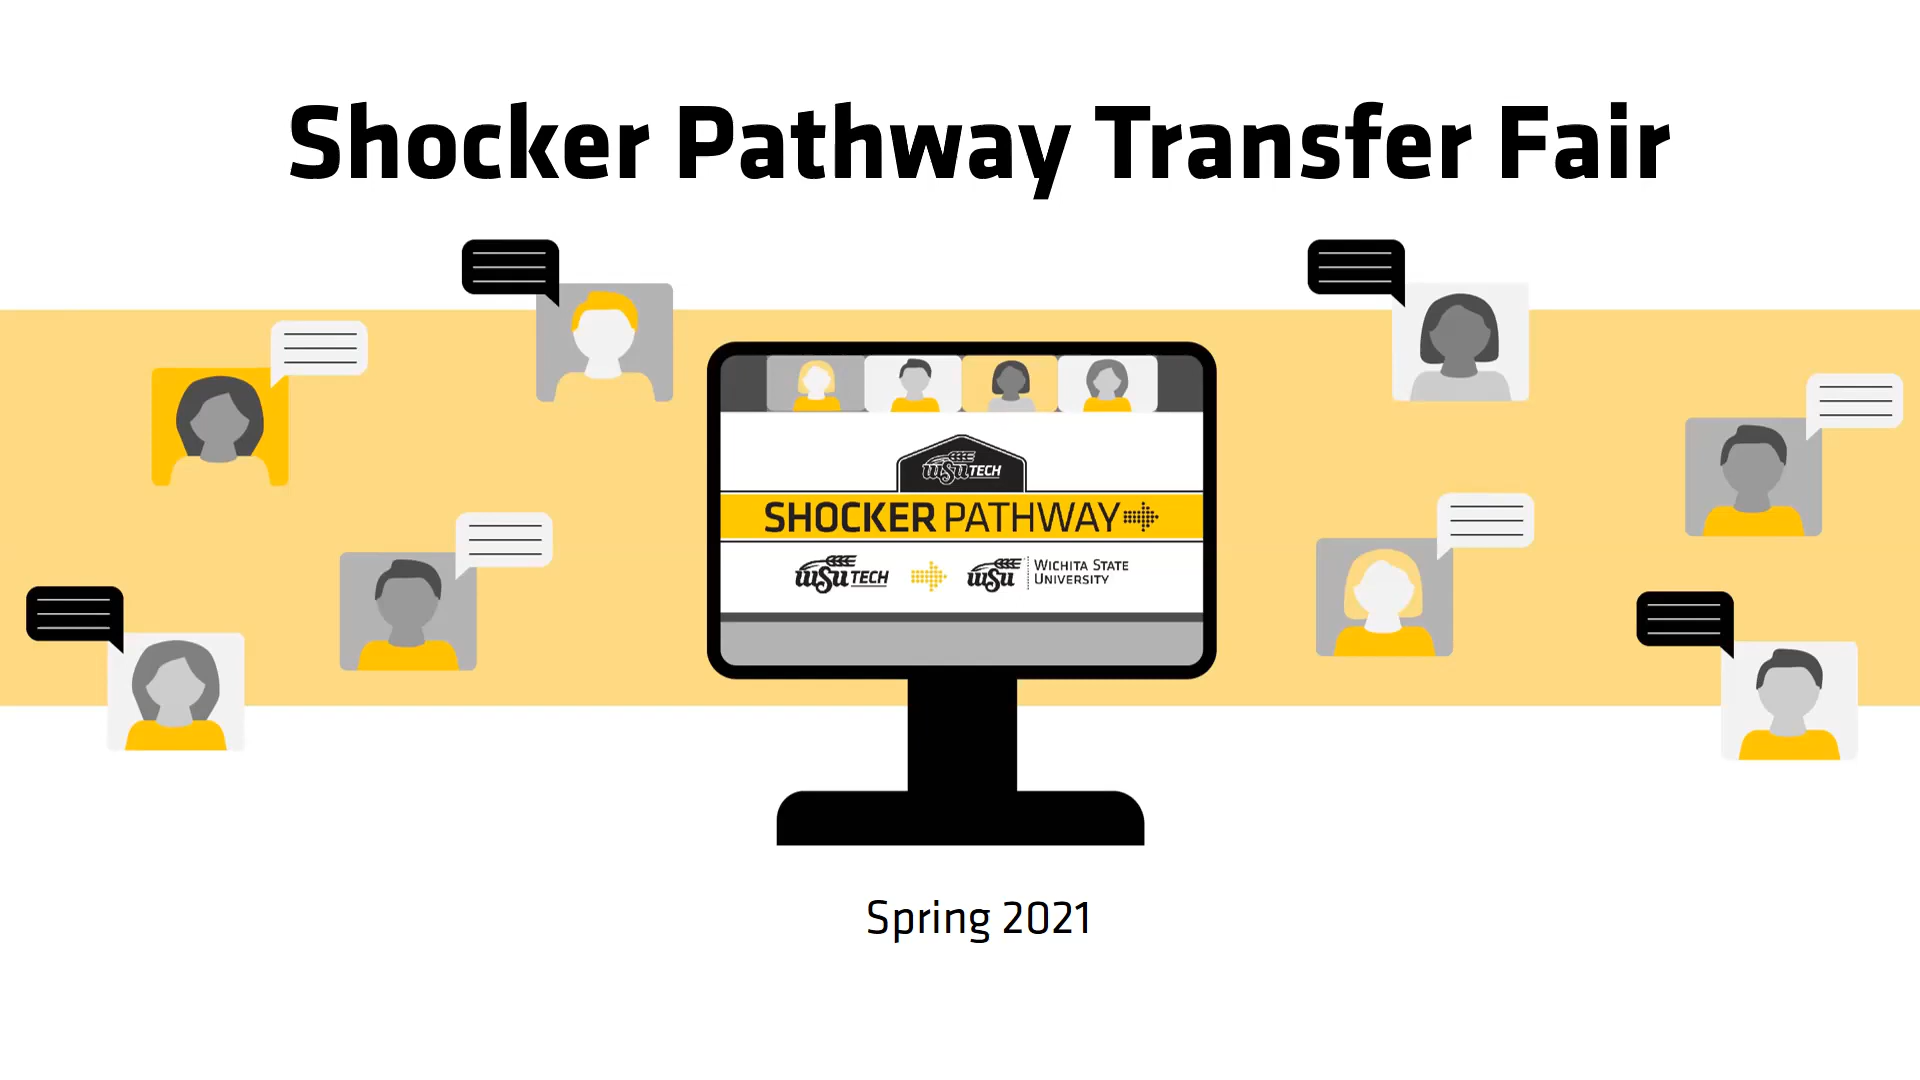 Shocker Pathway Transfer Fair
WSU TECH
SHOCKER PATHWAY
WSU TECH
WSU WICHITA STATE
UNIVERSITY
Spring 2021